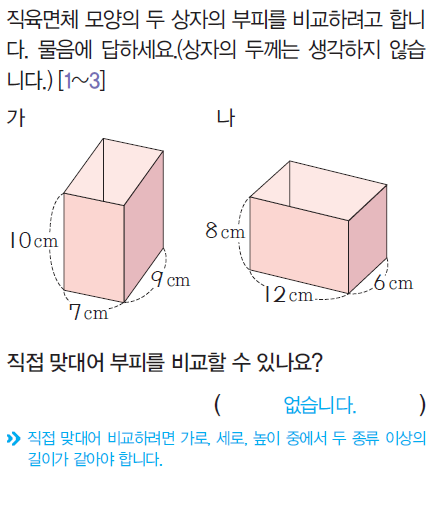 직육면체 모양의 두 상자의 부피를 비교하려고 합니
다. 물음에 답하세요.(상자의 두께는 생각하지 않습
니다.) [1~3]
가 나
10cm 9cm 7cm 8cm 12cm 6cm
직접 맞대어 부피를 비교할 수 있나요?
( 없습니다. )
» 직접 맞대어 비교하려면 가로, 세로, 높이 중에서 두 종류 이상의
길이가 같아야 합니다.